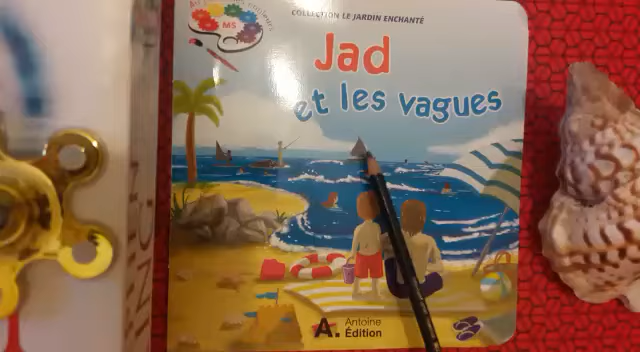 COLLECTION LE JARDIN ENCHANTÉ
MS
Jad
et les vagues
A.
Antoine
Édition